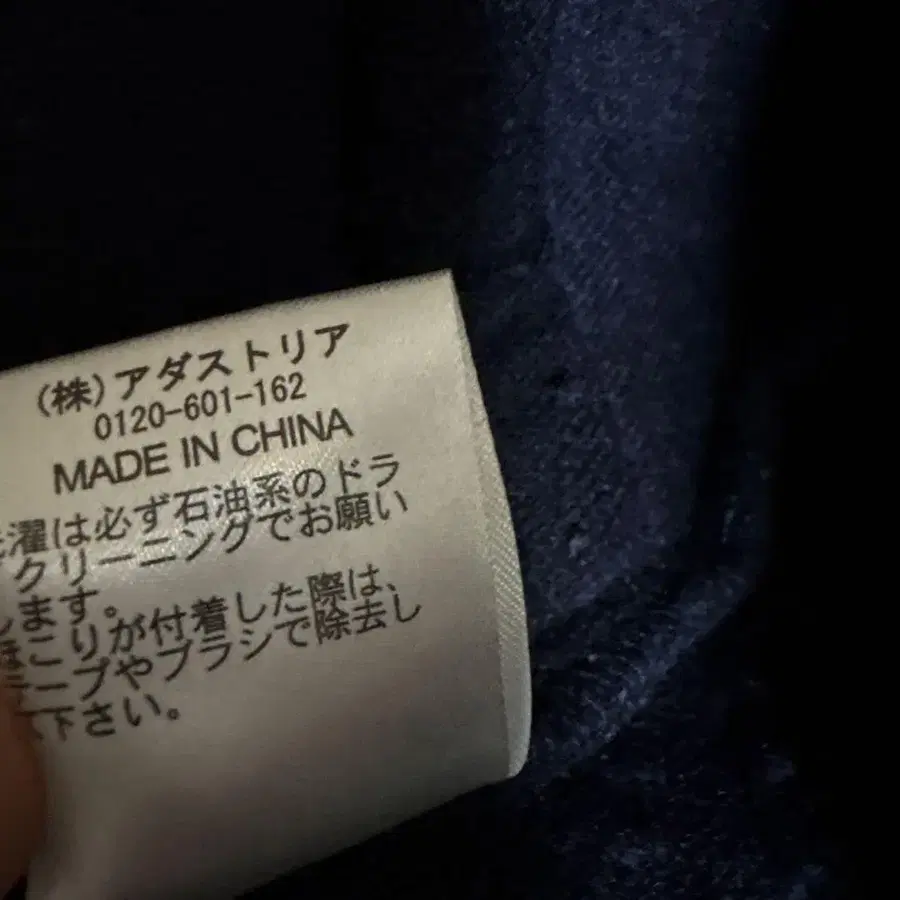 (株)アダストリア
0120-601-162
MADE IN CHINA
洗濯は必ず石油系のドラ
イクリーニングでお願い
します。
ほこりが付着した際は、
テープやブラシで除去し
て下さい。